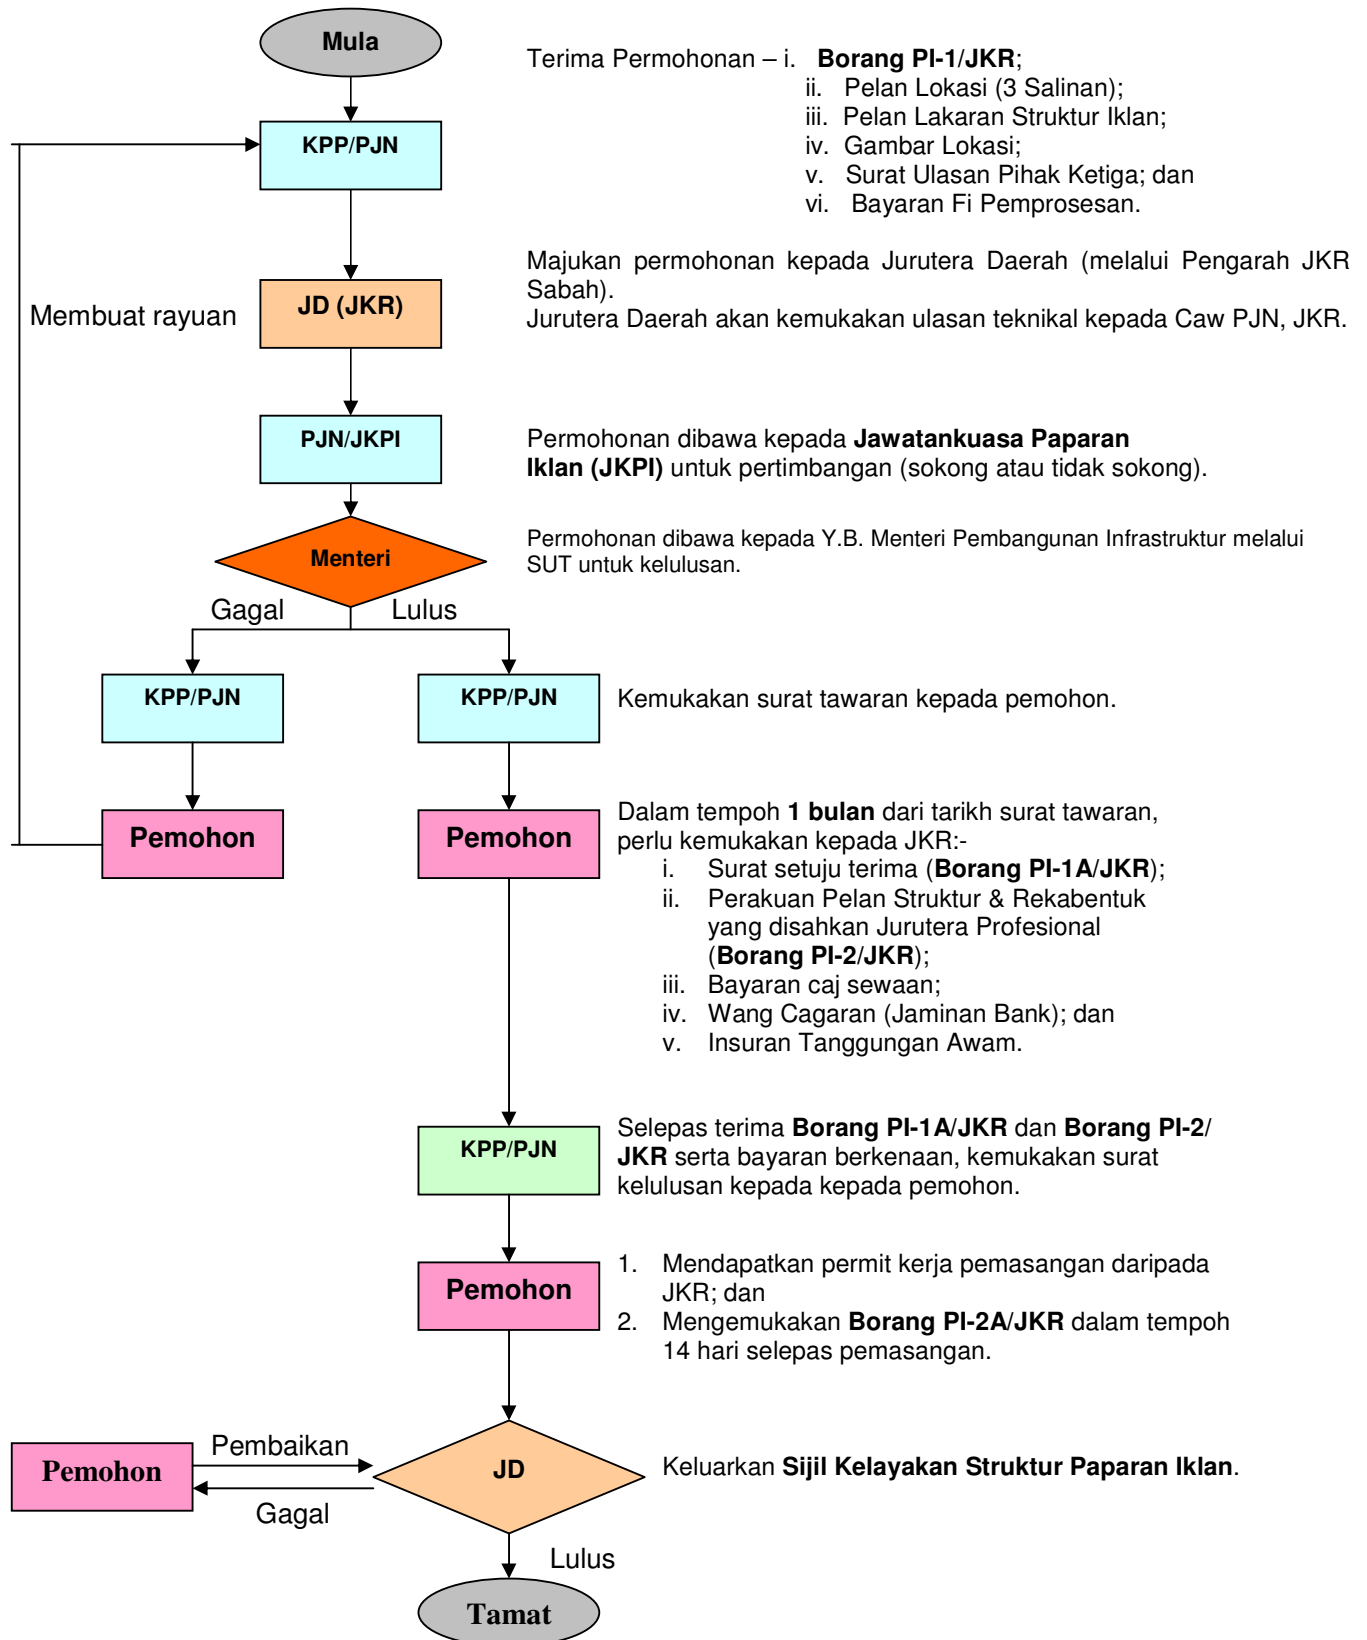 Mula
Terima Permohonan – i. Borang PI-1/JKR;
ii. Pelan Lokasi (3 Salinan);
iii. Pelan Lakaran Struktur Iklan;
iv. Gambar Lokasi;
v. Surat Ulasan Pihak Ketiga; dan
vi. Bayaran Fi Pemprosesan.
KPP/PJN
Majukan permohonan kepada Jurutera Daerah (melalui Pengarah JKR
Sabah).
Jurutera Daerah akan kemukakan ulasan teknikal kepada Caw PJN, JKR.
JD (JKR)
Membuat rayuan
PJN/JKPI
Permohonan dibawa kepada Jawatankuasa Paparan
Iklan (JKPI) untuk pertimbangan (sokong atau tidak sokong).
Menteri
Permohonan dibawa kepada Y.B. Menteri Pembangunan Infrastruktur melalui
SUT untuk kelulusan.
Gagal
Lulus
KPP/PJN
KPP/PJN
Kemukakan surat tawaran kepada pemohon.
Pemohon
Pemohon
Dalam tempoh 1 bulan dari tarikh surat tawaran,
perlu kemukakan kepada JKR:-
i. Surat setuju terima (Borang PI-1A/JKR);
ii. Perakuan Pelan Struktur & Rekabentuk
yang disahkan Jurutera Profesional
(Borang PI-2/JKR);
iii. Bayaran caj sewaan;
iv. Wang Cagaran (Jaminan Bank); dan
v. Insuran Tanggungan Awam.
KPP/PJN
Selepas terima Borang PI-1A/JKR dan Borang PI-2/
JKR serta bayaran berkenaan, kemukakan surat
kelulusan kepada kepada pemohon.
Pemohon
1. Mendapatkan permit kerja pemasangan daripada
JKR; dan
2. Mengemukakan Borang PI-2A/JKR dalam tempoh
14 hari selepas pemasangan.
Pemohon
Pembaikan
Gagal
JD
Keluarkan Sijil Kelayakan Struktur Paparan Iklan.
Lulus
Tamat